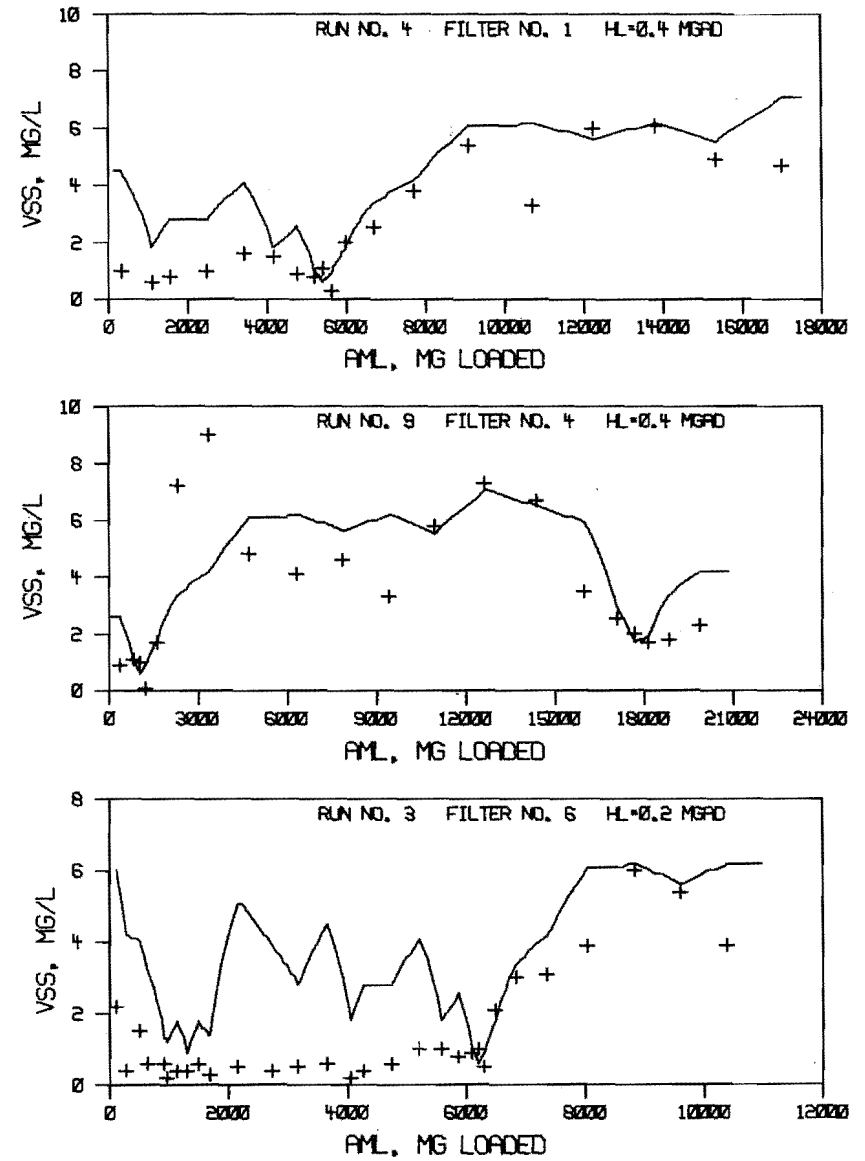 RUN NO. 4 FILTER NO. 1 HL=0.4 MGAD
10
8
6
4
2
0
VSS, MG/L
0 2000 4000 6000 8000 10000 12000 14000 16000 18000
AML, MG LOADED
RUN NO. 9 FILTER NO. 4 HL=0.4 MGAD
10
8
6
4
2
0
VSS, MG/L
0 3000 6000 9000 12000 15000 18000 21000 24000
AML, MG LOADED
RUN NO. 3 FILTER NO. 6 HL=0.2 MGAD
8
6
4
2
0
VSS, MG/L
0 2000 4000 6000 8000 10000 12000
AML, MG LOADED